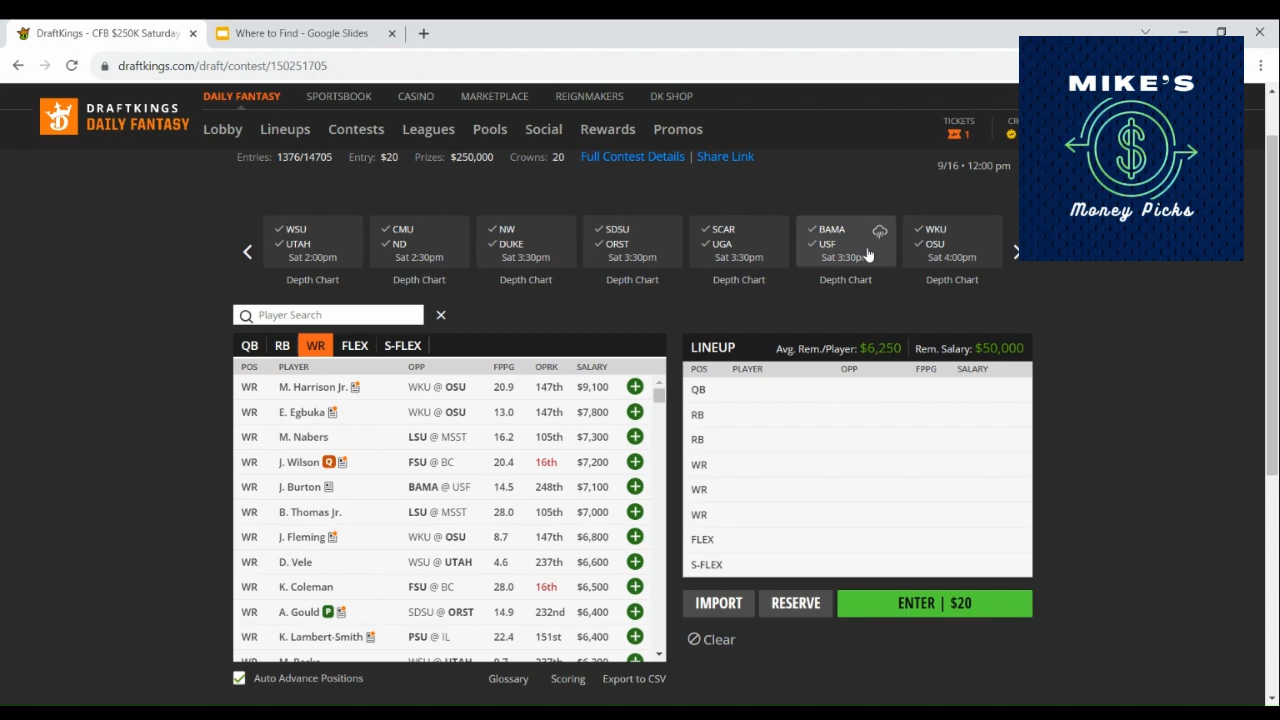 DraftKings - CFB $250K Saturday
Where to Find - Google Slides
draftkings.com/draft/contest/150251705
MIKE'S
$
Money Picks
DRAFTKINGS
DAILY FANTASY
DAILY FANTASY SPORTSBOOK CASINO MARKETPLACE REIGNMAKERS DK SHOP
Lobby Lineups Contests Leagues Pools Social Rewards Promos
TICKETS CR
1
Entries: 1376/14705 Entry: $20 Prizes: $250,000 Crowns: 20 Full Contest Details | Share Link
9/16 • 12:00 pm
WSU
UTAH
Sat 2:00pm
Depth Chart
CMU
ND
Sat 2:30pm
Depth Chart
NW
DUKE
Sat 3:30pm
Depth Chart
SDSU
ORST
Sat 3:30pm
Depth Chart
SCAR
UGA
Sat 3:30pm
Depth Chart
BAMA
USF
Sat 3:30pm
Depth Chart
WKU
OSU
Sat 4:00pm
Depth Chart
Player Search
QB RB WR FLEX S-FLEX
POS PLAYER OPP FPPG OPRK SALARY
WR M. Harrison Jr. WKU @ OSU 20.9 147th $9,100
WR E. Egbuka WKU @ OSU 13.0 147th $7,800
WR M. Nabers LSU @ MSST 16.2 105th $7,300
WR J. Wilson Q FSU @ BC 20.4 16th $7,200
WR J. Burton BAMA @ USF 14.5 248th $7,100
WR B. Thomas Jr. LSU @ MSST 28.0 105th $7,000
WR J. Fleming WKU @ OSU 8.7 147th $6,800
WR D. Vele WSU @ UTAH 4.6 237th $6,600
WR K. Coleman FSU @ BC 28.0 16th $6,500
WR A. Gould P SDSU @ ORST 14.9 232nd $6,400
WR K. Lambert-Smith PSU @ IL 22.4 151st $6,400
Auto Advance Positions Glossary Scoring Export to CSV
LINEUP Avg. Rem./Player: $6,250 Rem. Salary: $50,000
POS PLAYER OPP FPPG SALARY
QB
RB
RB
WR
WR
WR
FLEX
S-FLEX
IMPORT RESERVE ENTER | $20
Clear